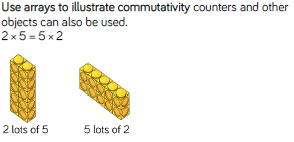 Use arrays to illustrate commutativity counters and other
objects can also be used.
2 × 5 = 5 × 2
2 lots of 5
5 lots of 2